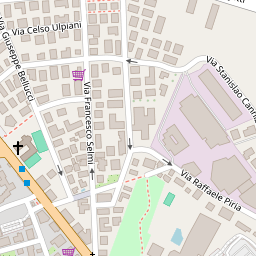 Via Celso Ulpiani
Via Giuseppe Bellucci
Via Francesco Selmi
Via Stanislao Canni
Via Raffaele Piria